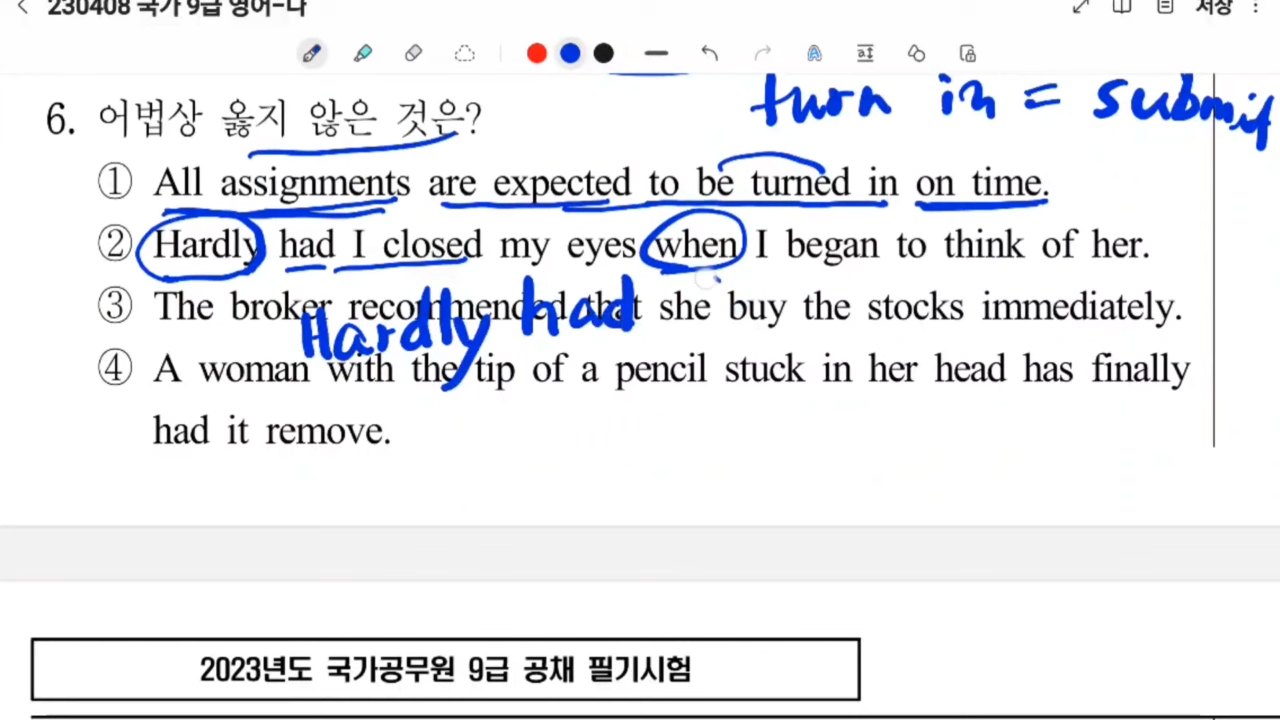 230408 국가 9급 영어-나
저장
turn in = submit
6. 어법상 옳지 않은 것은?
① All assignments are expected to be turned in on time.
② Hardly had I closed my eyes when I began to think of her.
③ The broker recommended that she buy the stocks immediately.
Hardly had
④ A woman with the tip of a pencil stuck in her head has finally
had it remove.
2023년도 국가공무원 9급 공채 필기시험